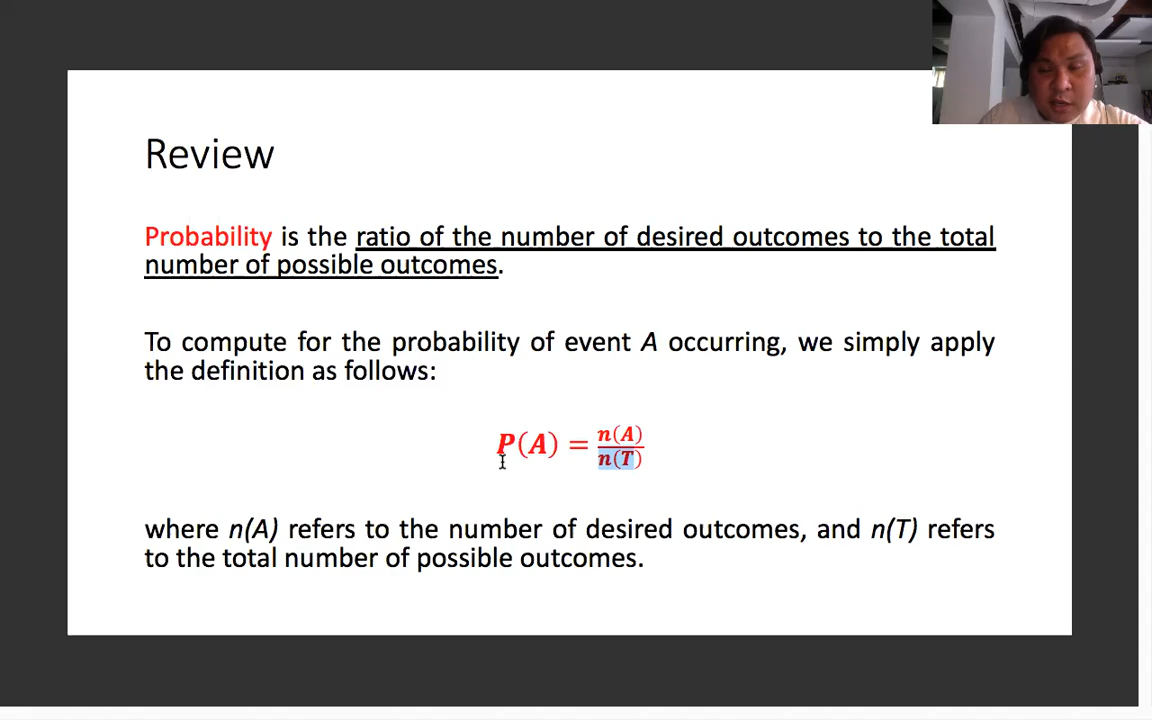 Review
Probability is the ratio of the number of desired outcomes to the total
number of possible outcomes.
To compute for the probability of event A occurring, we simply apply
the definition as follows:
P(A) = n(A)/n(T)
where n(A) refers to the number of desired outcomes, and n(T) refers
to the total number of possible outcomes.